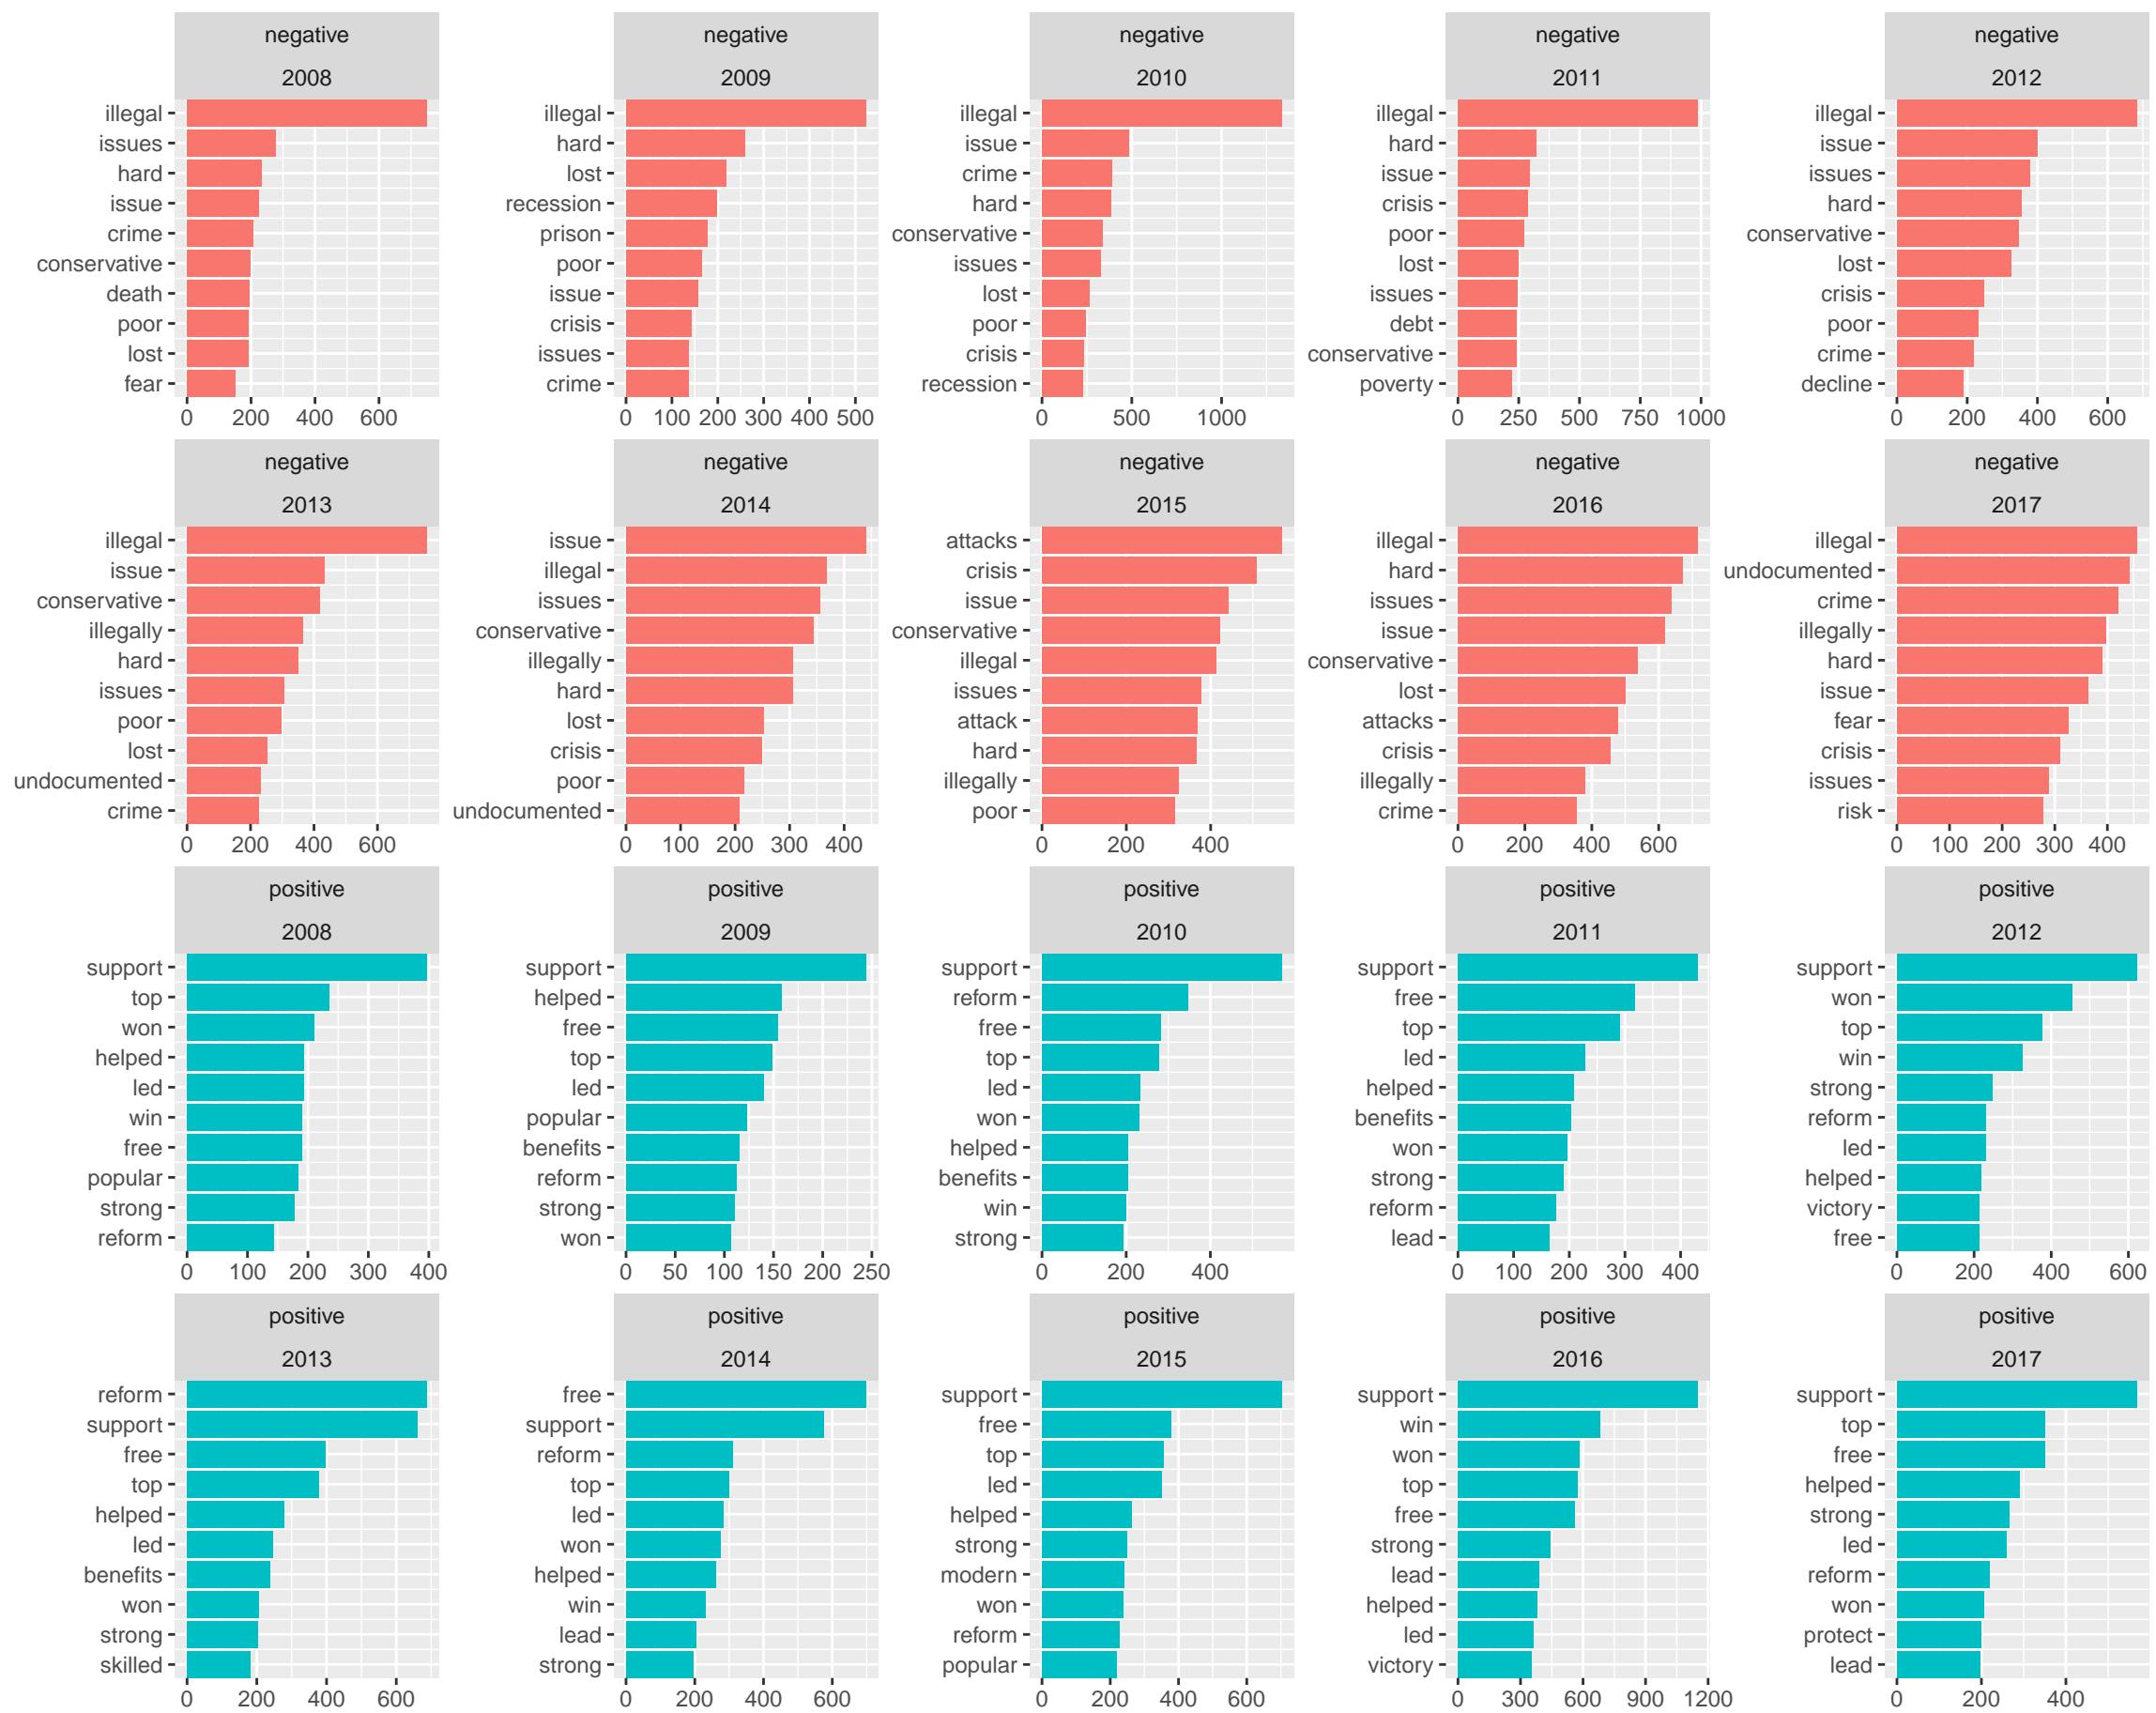 negative
2008
illegal
issues
hard
issue
crime
conservative
death
poor
lost
fear
0 200 400 600
negative
2009
illegal
hard
lost
recession
prison
poor
issue
crisis
issues
crime
0 100 200 300 400 500
negative
2010
illegal
issue
crime
hard
conservative
issues
lost
poor
crisis
recession
0 500 1000
negative
2011
illegal
hard
issue
crisis
poor
lost
issues
debt
conservative
poverty
0 250 500 750 1000
negative
2012
illegal
issue
issues
hard
conservative
lost
crisis
poor
crime
decline
0 200 400 600
negative
2013
illegal
issue
conservative
illegally
hard
issues
poor
lost
undocumented
crime
0 200 400 600
negative
2014
issue
illegal
issues
conservative
illegally
hard
lost
crisis
poor
undocumented
0 100 200 300 400
negative
2015
attacks
crisis
issue
conservative
illegal
issues
attack
hard
illegally
poor
0 200 400
negative
2016
illegal
hard
issues
issue
conservative
lost
attacks
crisis
illegally
crime
0 200 400 600
negative
2017
illegal
undocumented
crime
illegally
hard
issue
fear
crisis
issues
risk
0 100 200 300 400
positive
2008
support
top
won
helped
led
win
free
popular
strong
reform
0 100 200 300 400
positive
2009
support
helped
free
top
led
popular
benefits
reform
strong
won
0 50 100 150 200 250
positive
2010
support
reform
free
top
led
won
helped
benefits
win
strong
0 200 400
positive
2011
support
free
top
led
helped
benefits
won
strong
reform
lead
0 100 200 300 400
positive
2012
support
won
top
win
strong
reform
led
helped
victory
free
0 200 400 600
positive
2013
reform
support
free
top
helped
led
benefits
won
strong
skilled
0 200 400 600
positive
2014
free
support
reform
top
led
won
helped
win
lead
strong
0 200 400 600
positive
2015
support
free
top
led
helped
strong
modern
won
reform
popular
0 200 400 600
positive
2016
support
win
won
top
free
strong
lead
helped
led
victory
0 300 600 900 1200
positive
2017
support
top
free
helped
strong
led
reform
won
protect
lead
0 200 400